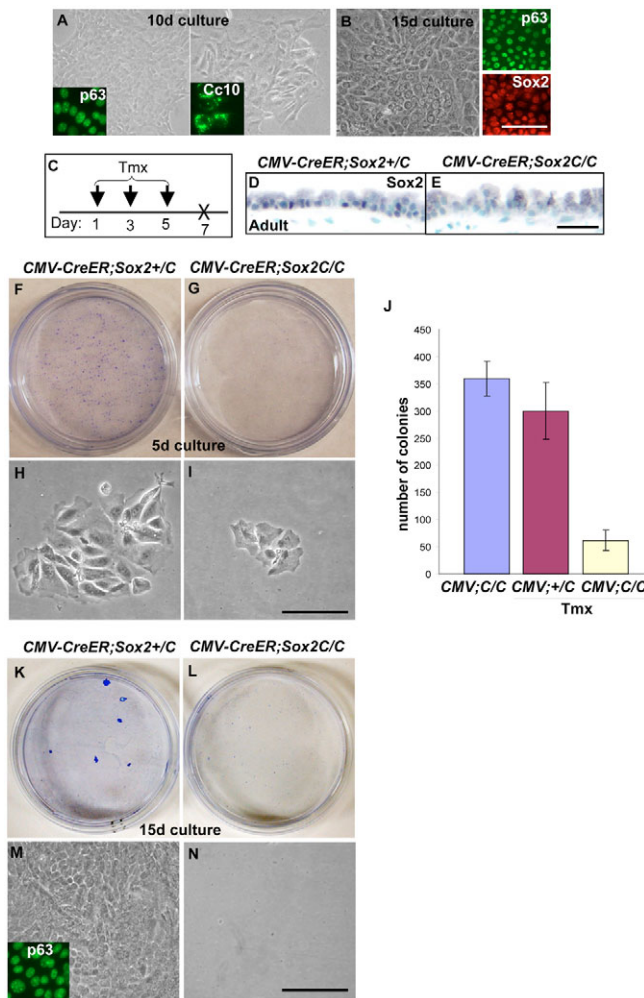 A 10d culture
p63
Cc10
B 15d culture
p63
Sox2
C
Tmx
Day: 1 3 5 7
CMV-CreER;Sox2+/C CMV-CreER;Sox2C/C
D Sox2 E
Adult
CMV-CreER;Sox2+/C CMV-CreER;Sox2C/C
F G
5d culture
H I
J
number of colonies
450
400
350
300
250
200
150
100
50
0
CMV;C/C CMV;+/C CMV;C/C
Tmx
CMV-CreER;Sox2+/C CMV-CreER;Sox2C/C
K L
15d culture
M N
p63